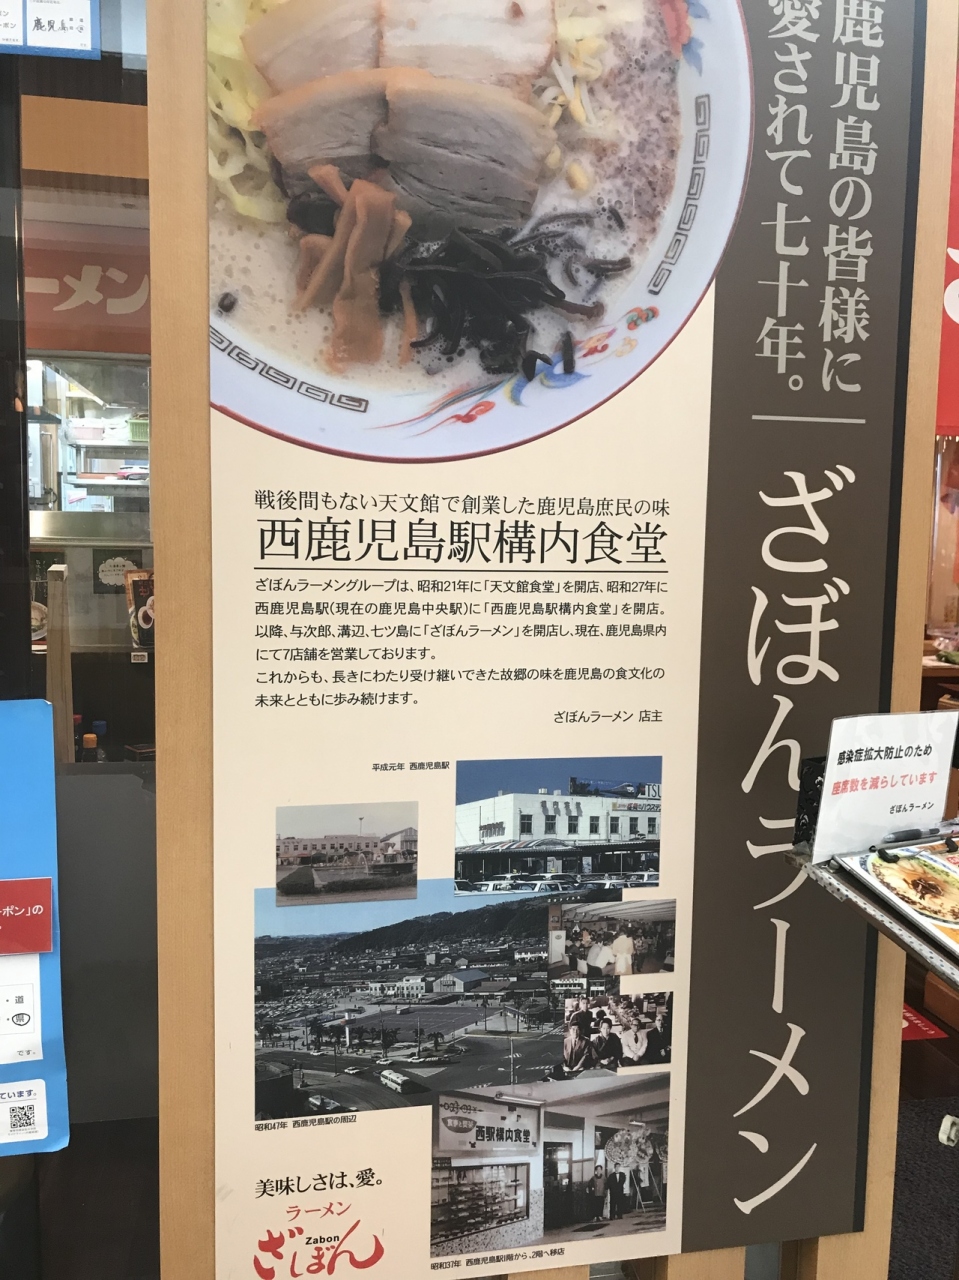 鹿児島の皆様に
愛されて七十年。
ざぼんラーメン
戦後間もない天文館で創業した鹿児島庶民の味
西鹿児島駅構内食堂
ざぼんラーメングループは、昭和21年に「天文館食堂」を開店、昭和27年に
西鹿児島駅(現在の鹿児島中央駅)に「西鹿児島駅構内食堂」を開店。
以降、与次郎、溝辺、七ツ島に「ざぼんラーメン」を開店し、現在、鹿児島県内
にて7店舗を営業しております。
これからも、長きにわたり受け継いできた故郷の味を鹿児島の食文化の
未来とともに歩み続けます。
ざぼんラーメン 店主
平成元年 西鹿児島駅
昭和47年 西鹿児島駅の周辺
西駅構内食堂
昭和37年 西鹿児島駅1階から、2階へ移店
美味しさは、愛。
ラーメン
Zabon
ざぼん
感染症拡大防止のため
座席数を減らしています
ざぼんラーメン
ーメン
鹿児島
ーポン」の
・道
県
です。
ています。